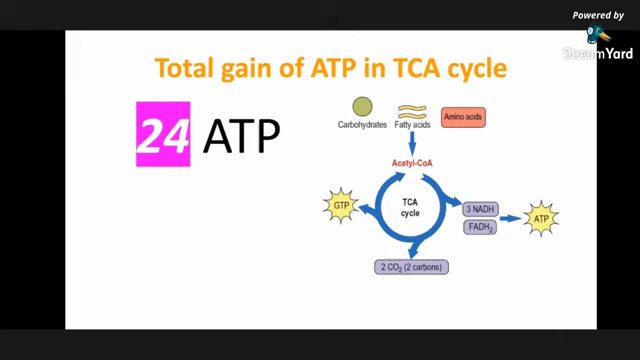 Powered by
StreamYard
Total gain of ATP in TCA cycle
24 ATP
Carbohydrates
Fatty acids
Amino acids
Acetyl-CoA
GTP
TCA
cycle
3 NADH
FADH₂
ATP
2 CO₂ (2 carbons)